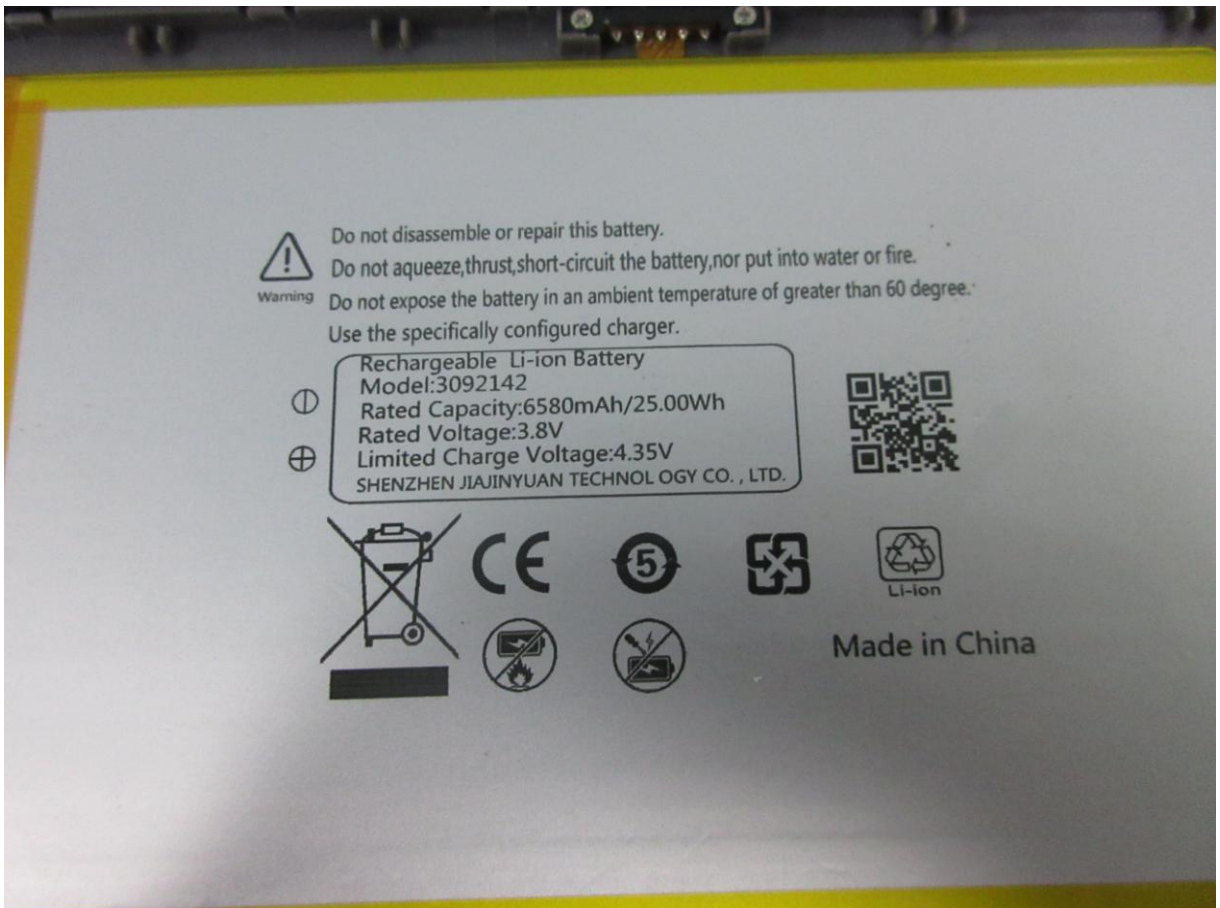 Do not disassemble or repair this battery.
Do not aqueeze,thrust,short-circuit the battery,nor put into water or fire.
Warning
Do not expose the battery in an ambient temperature of greater than 60 degree.
Use the specifically configured charger.
Rechargeable Li-ion Battery
Model:3092142
Rated Capacity:6580mAh/25.00Wh
Rated Voltage:3.8V
Limited Charge Voltage:4.35V
SHENZHEN JIAJINYUAN TECHNOL OGY CO. , LTD.
CE
5
Li-ion
Made in China